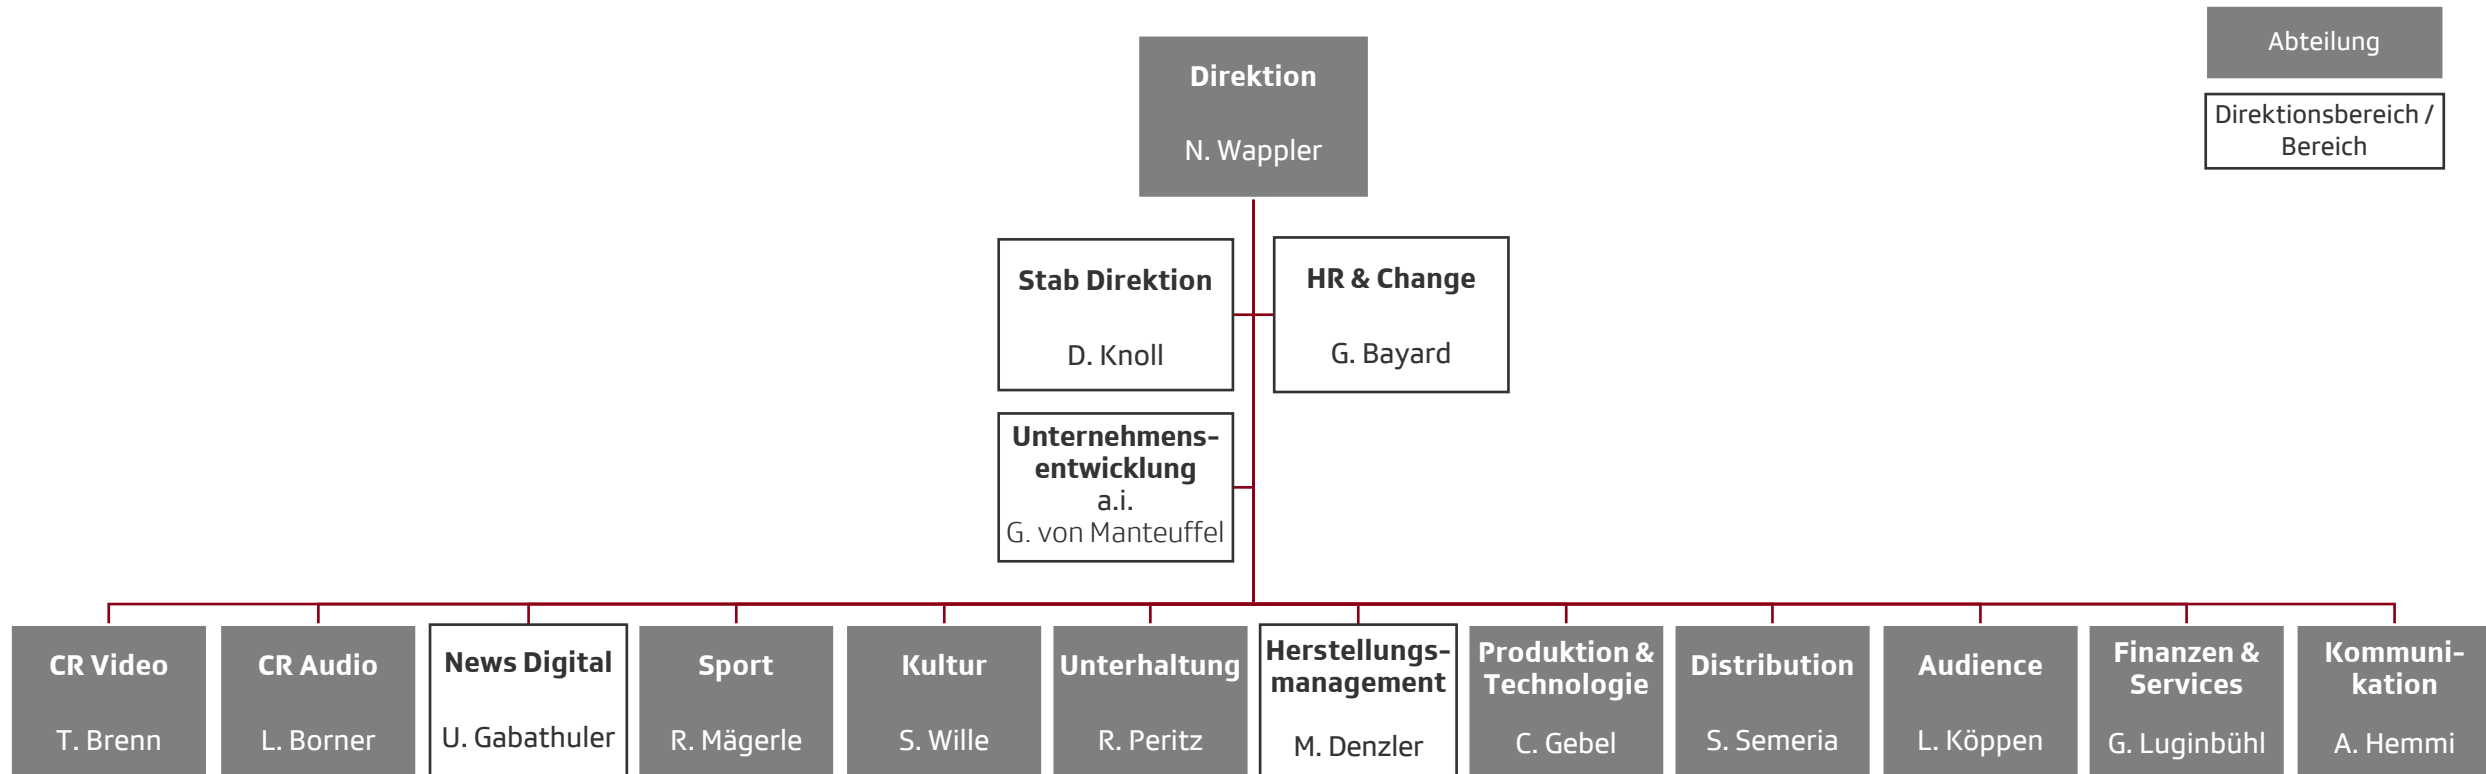 Abteilung
Direktionsbereich /
Bereich
Direktion
N. Wappler
Stab Direktion
D. Knoll
HR & Change
G. Bayard
Unternehmens-
entwicklung
a.i.
G. von Manteuffel
CR Video
T. Brenn
CR Audio
L. Borner
News Digital
U. Gabathuler
Sport
R. Mägerle
Kultur
S. Wille
Unterhaltung
R. Peritz
Herstellungs-
management
M. Denzler
Produktion &
Technologie
C. Gebel
Distribution
S. Semeria
Audience
L. Köppen
Finanzen &
Services
G. Luginbühl
Kommuni-
kation
A. Hemmi